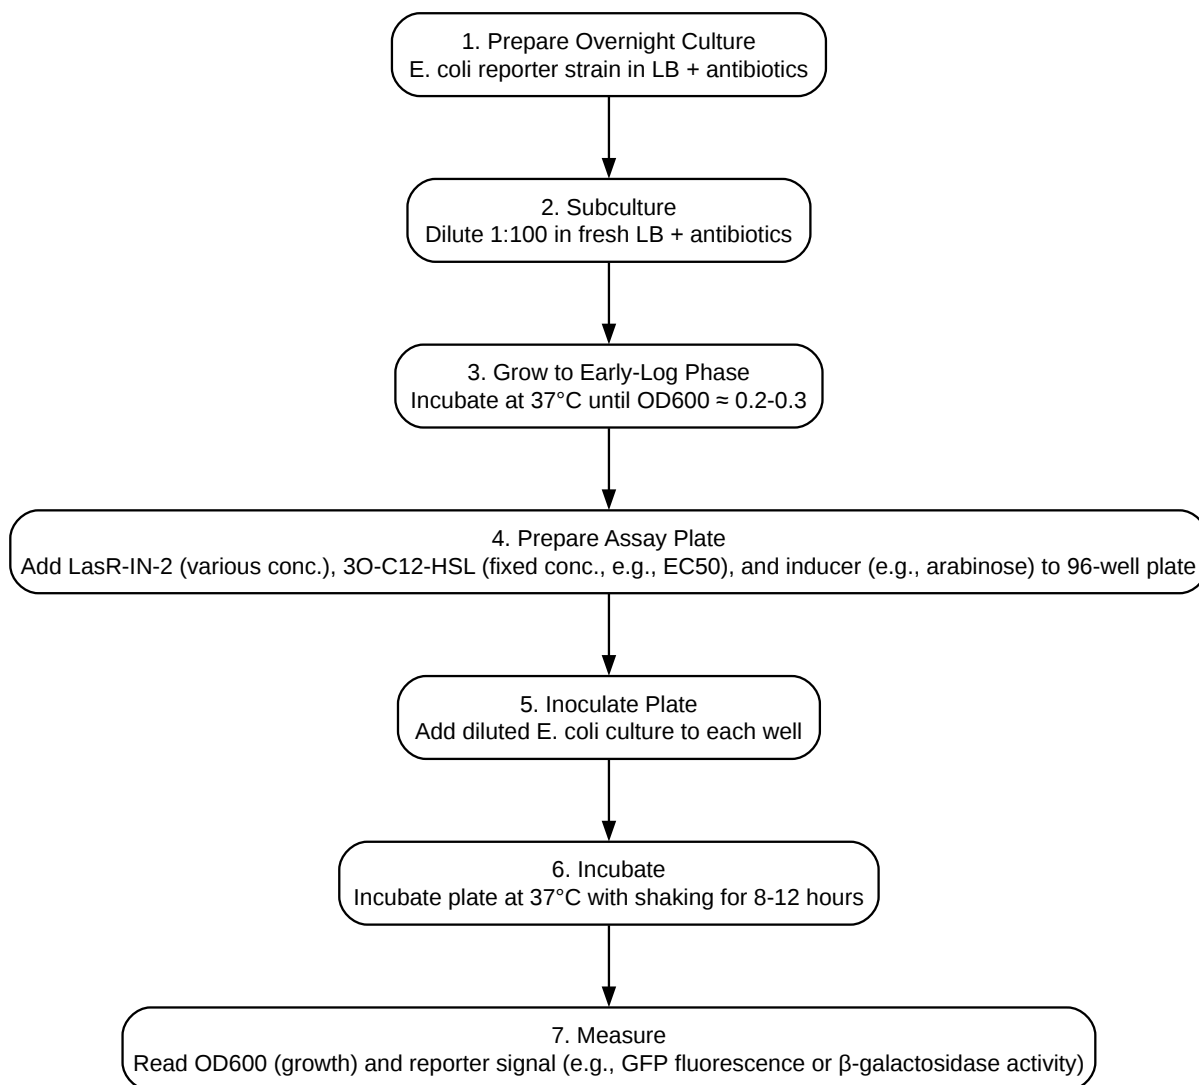 1. Prepare Overnight Culture
E. coli reporter strain in LB + antibiotics
2. Subculture
Dilute 1:100 in fresh LB + antibiotics
3. Grow to Early-Log Phase
Incubate at 37°C until OD600 ≈ 0.2-0.3
4. Prepare Assay Plate
Add LasR-IN-2 (various conc.), 3O-C12-HSL (fixed conc., e.g., EC50), and inducer (e.g., arabinose) to 96-well plate
5. Inoculate Plate
Add diluted E. coli culture to each well
6. Incubate
Incubate plate at 37°C with shaking for 8-12 hours
7. Measure
Read OD600 (growth) and reporter signal (e.g., GFP fluorescence or β-galactosidase activity)